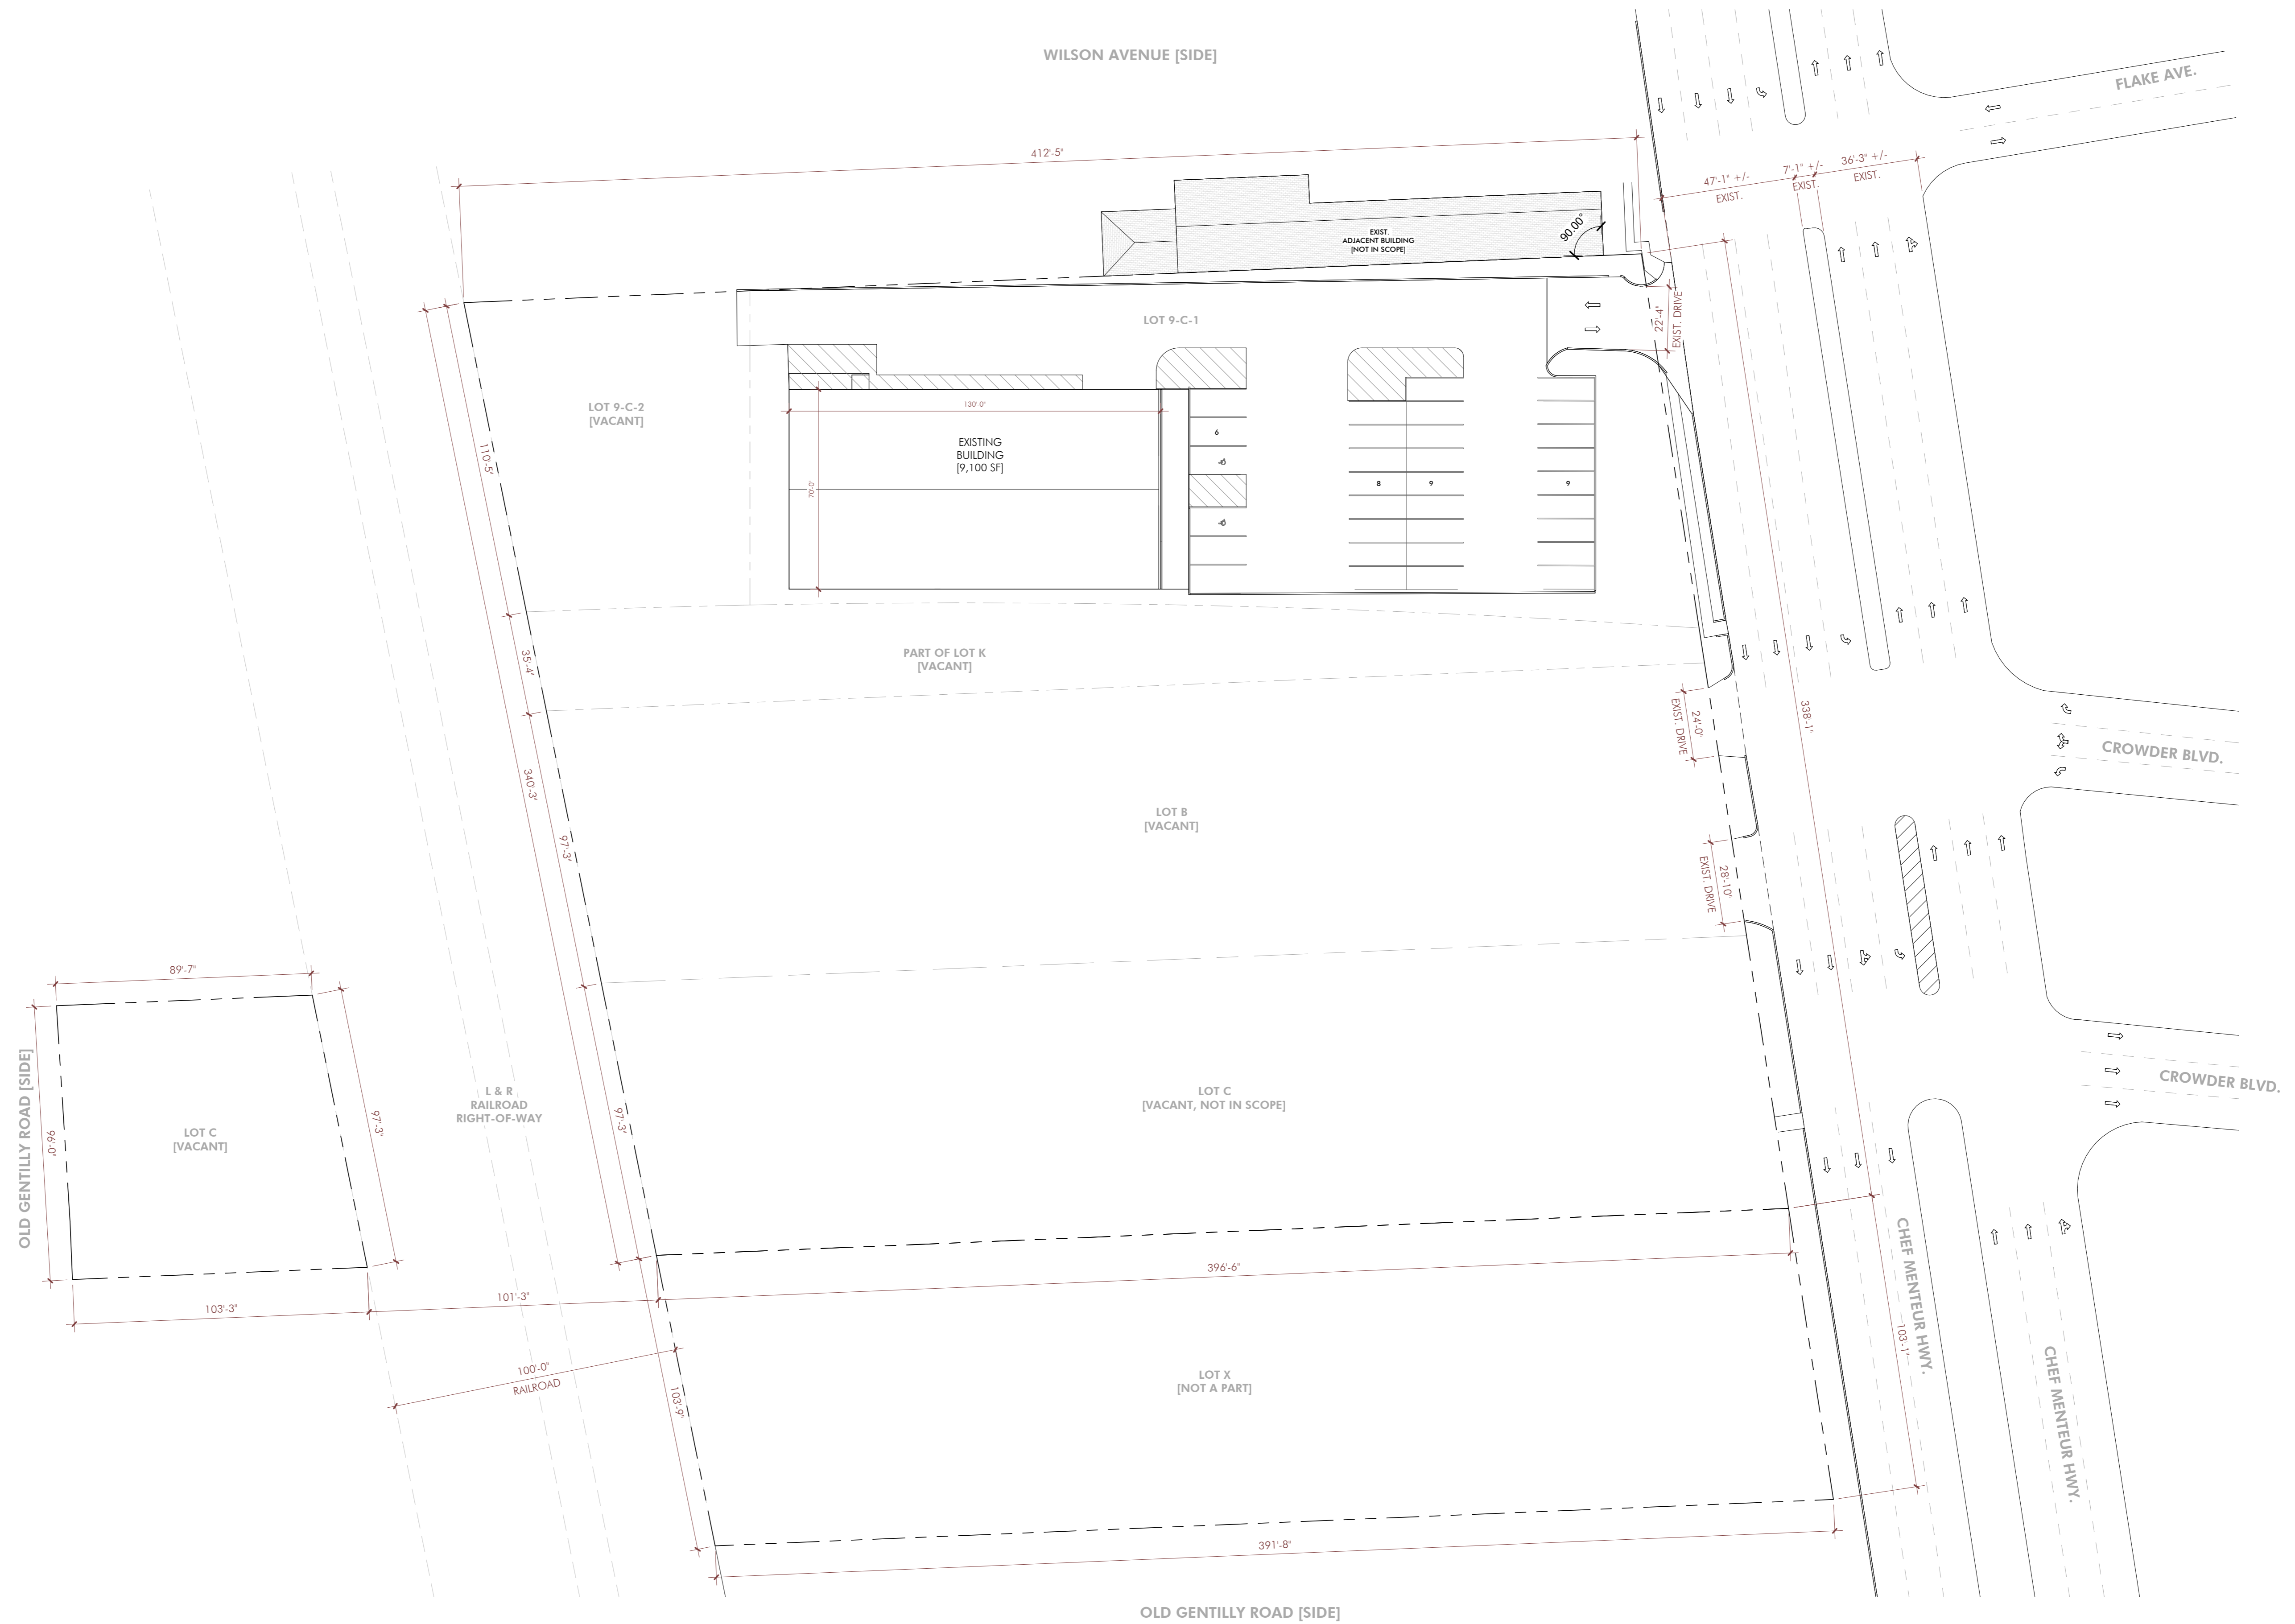 WILSON AVENUE [SIDE]
FLAKE AVE.
412'-5"
47'-1" +/-
EXIST.
7'-1" +/-
EXIST.
36'-3" +/-
EXIST.
EXIST.
ADJACENT BUILDING
[NOT IN SCOPE]
90.00°
LOT 9-C-1
22'-4"
EXIST. DRIVE
LOT 9-C-2
[VACANT]
130'-0"
EXISTING
BUILDING
[9,100 SF]
70'-0"
6
8
9
9
110'-5"
PART OF LOT K
[VACANT]
35'-4"
24'-0"
EXIST. DRIVE
338'-1"
CROWDER BLVD.
340'-3"
97'-3"
LOT B
[VACANT]
28'-10"
EXIST. DRIVE
89'-7"
OLD GENTILLY ROAD [SIDE]
96'-0"
LOT C
[VACANT]
97'-3"
L & R
RAILROAD
RIGHT-OF-WAY
97'-3"
LOT C
[VACANT, NOT IN SCOPE]
CROWDER BLVD.
103'-3"
101'-3"
396'-6"
CHEF MENTEUR HWY.
103'-1"
CHEF MENTEUR HWY.
100'-0"
RAILROAD
103'-9"
LOT X
[NOT A PART]
391'-8"
OLD GENTILLY ROAD [SIDE]